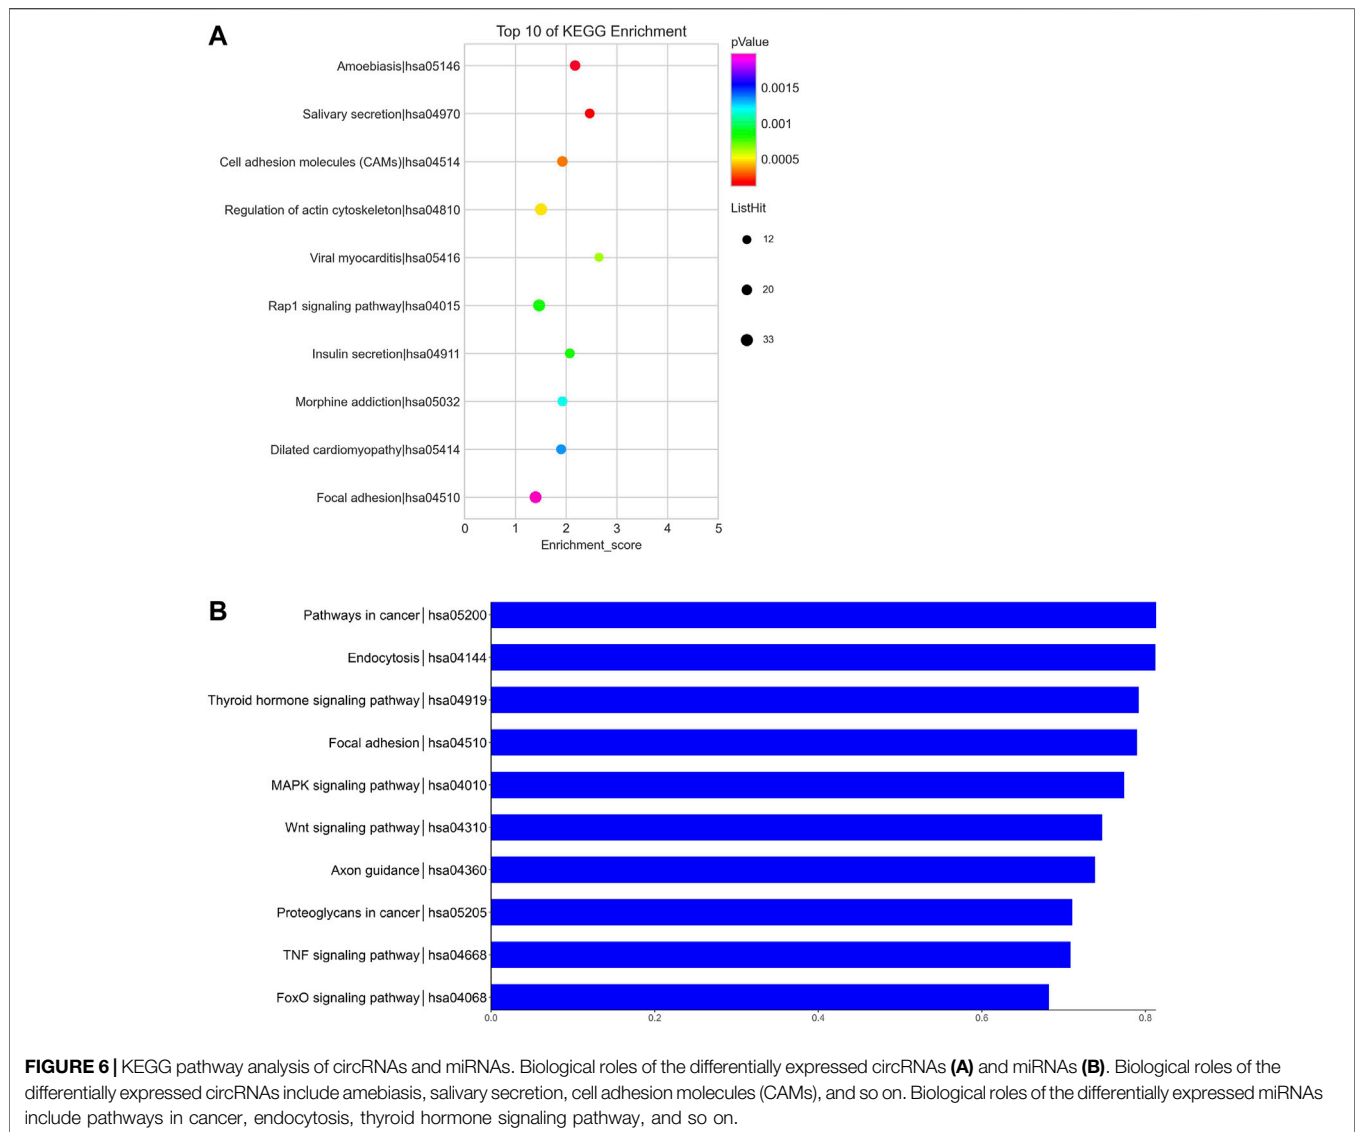 A
Top 10 of KEGG Enrichment
Amoebiasis|hsa05146
Salivary secretion|hsa04970
Cell adhesion molecules (CAMs)|hsa04514
Regulation of actin cytoskeleton|hsa04810
Viral myocarditis|hsa05416
Rap1 signaling pathway|hsa04015
Insulin secretion|hsa04911
Morphine addiction|hsa05032
Dilated cardiomyopathy|hsa05414
Focal adhesion|hsa04510
0 1 2 3 4 5
Enrichment_score
pValue
0.0015
0.001
0.0005
ListHit
12
20
33
B
Pathways in cancer | hsa05200
Endocytosis | hsa04144
Thyroid hormone signaling pathway | hsa04919
Focal adhesion | hsa04510
MAPK signaling pathway | hsa04010
Wnt signaling pathway | hsa04310
Axon guidance | hsa04360
Proteoglycans in cancer | hsa05205
TNF signaling pathway | hsa04668
FoxO signaling pathway | hsa04068
0.0 0.2 0.4 0.6 0.8
FIGURE 6 | KEGG pathway analysis of circRNAs and miRNAs. Biological roles of the differentially expressed circRNAs (A) and miRNAs (B). Biological roles of the
differentially expressed circRNAs include amebiasis, salivary secretion, cell adhesion molecules (CAMs), and so on. Biological roles of the differentially expressed miRNAs
include pathways in cancer, endocytosis, thyroid hormone signaling pathway, and so on.